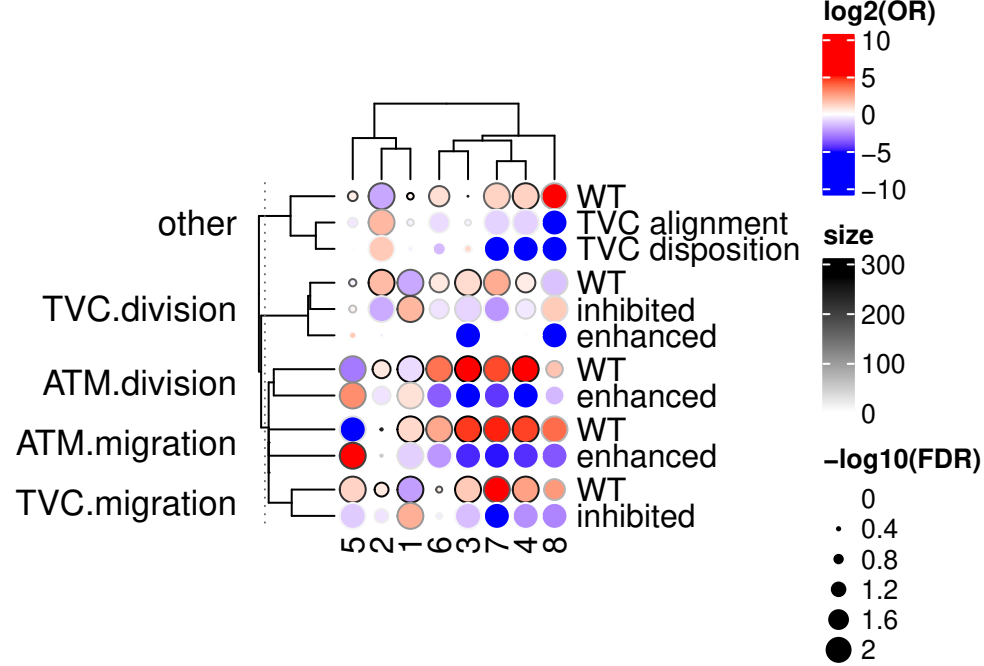 log2(OR)
10
5
0
−5
−10
size
300
200
100
0
−log10(FDR)
0
0.4
0.8
1.2
1.6
2
other
WT
TVC alignment
TVC disposition
TVC.division
WT
inhibited
enhanced
ATM.division
WT
enhanced
ATM.migration
WT
enhanced
TVC.migration
WT
inhibited
5 2 1 6 3 7 4 8